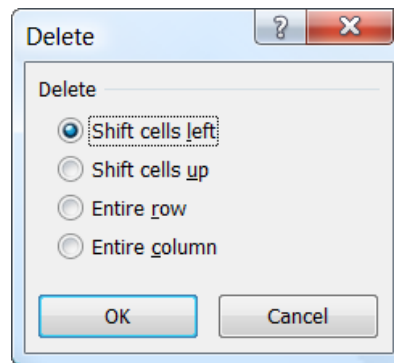 Delete
?
Delete
Shift cells left
Shift cells up
Entire row
Entire column
OK Cancel